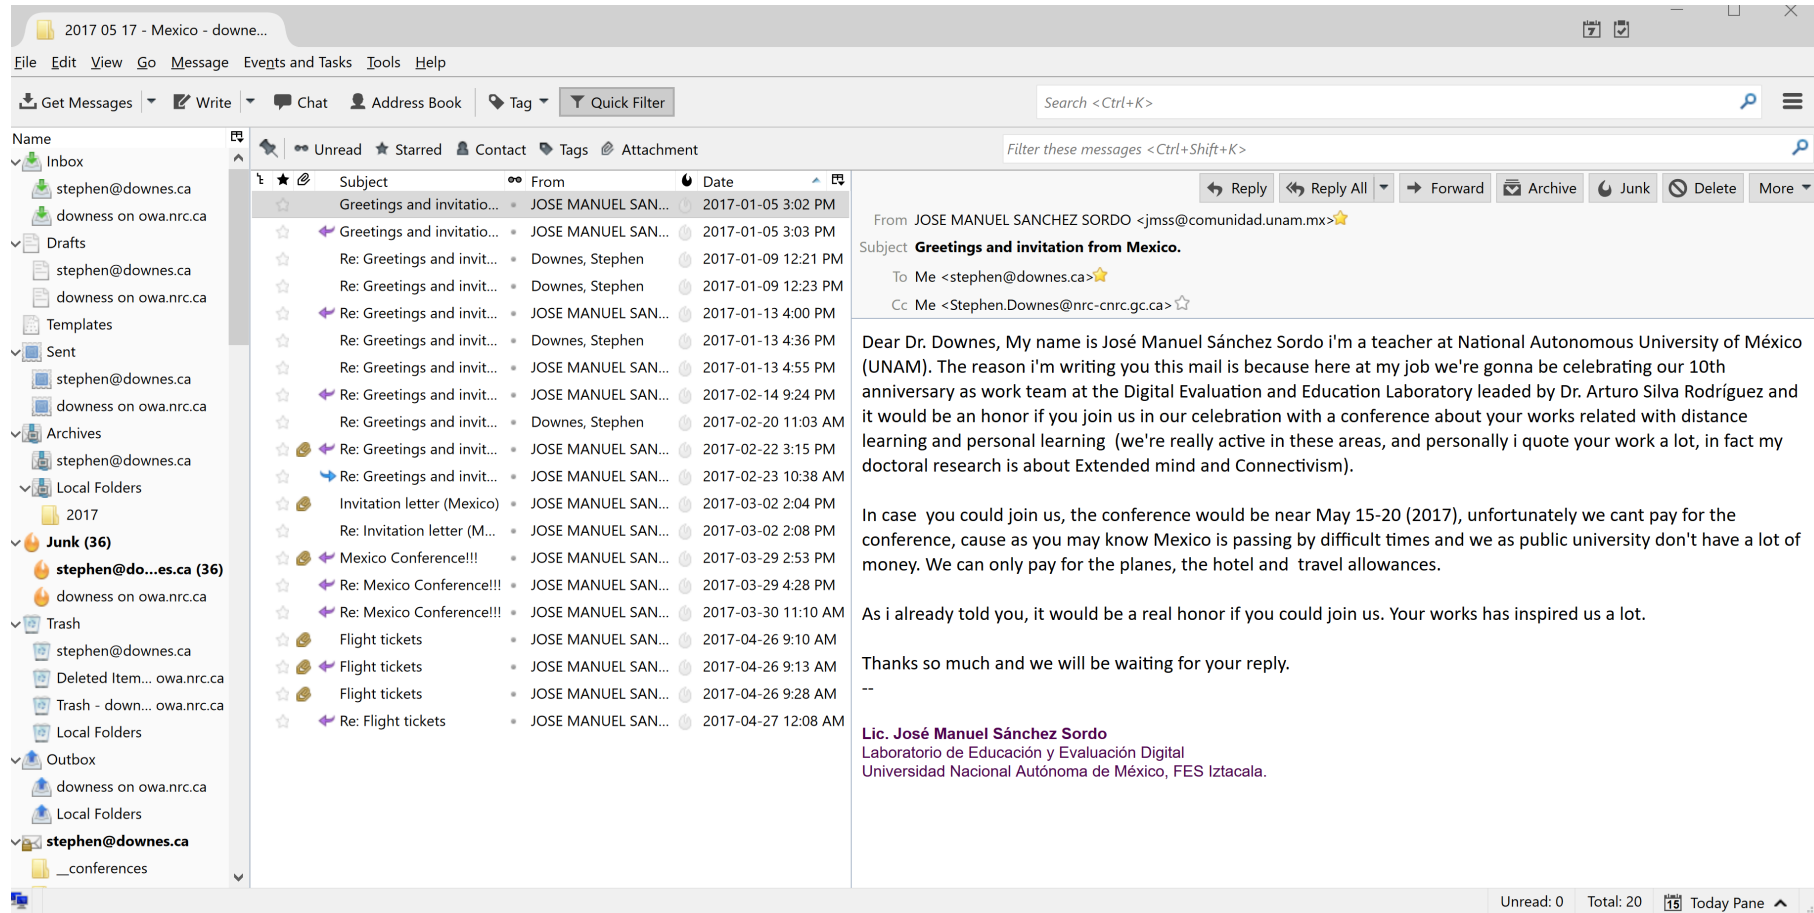 2017 05 17 - Mexico - downe...
7
File Edit View Go Message Events and Tasks Tools Help
Get Messages Write Chat Address Book Tag Quick Filter Search <Ctrl+K>
Name
Inbox
stephen@downes.ca
downess on owa.nrc.ca
Drafts
stephen@downes.ca
downess on owa.nrc.ca
Templates
Sent
stephen@downes.ca
downess on owa.nrc.ca
Archives
stephen@downes.ca
Local Folders
2017
Junk (36)
stephen@do...es.ca (36)
downess on owa.nrc.ca
Trash
stephen@downes.ca
Deleted Item... owa.nrc.ca
Trash - down... owa.nrc.ca
Local Folders
Outbox
downess on owa.nrc.ca
Local Folders
stephen@downes.ca
__conferences
Unread Starred Contact Tags Attachment Filter these messages <Ctrl+Shift+K>
Subject From Date
Greetings and invitatio... JOSE MANUEL SAN... 2017-01-05 3:02 PM
Greetings and invitatio... JOSE MANUEL SAN... 2017-01-05 3:03 PM
Re: Greetings and invit... Downes, Stephen 2017-01-09 12:21 PM
Re: Greetings and invit... Downes, Stephen 2017-01-09 12:23 PM
Re: Greetings and invit... JOSE MANUEL SAN... 2017-01-13 4:00 PM
Re: Greetings and invit... Downes, Stephen 2017-01-13 4:36 PM
Re: Greetings and invit... JOSE MANUEL SAN... 2017-01-13 4:55 PM
Re: Greetings and invit... JOSE MANUEL SAN... 2017-02-14 9:24 PM
Re: Greetings and invit... Downes, Stephen 2017-02-20 11:03 AM
Re: Greetings and invit... JOSE MANUEL SAN... 2017-02-22 3:15 PM
Re: Greetings and invit... JOSE MANUEL SAN... 2017-02-23 10:38 AM
Invitation letter (Mexico) JOSE MANUEL SAN... 2017-03-02 2:04 PM
Re: Invitation letter (M... JOSE MANUEL SAN... 2017-03-02 2:08 PM
Mexico Conference!!! JOSE MANUEL SAN... 2017-03-29 2:53 PM
Re: Mexico Conference!!! JOSE MANUEL SAN... 2017-03-29 4:28 PM
Re: Mexico Conference!!! JOSE MANUEL SAN... 2017-03-30 11:10 AM
Flight tickets JOSE MANUEL SAN... 2017-04-26 9:10 AM
Flight tickets JOSE MANUEL SAN... 2017-04-26 9:13 AM
Flight tickets JOSE MANUEL SAN... 2017-04-26 9:28 AM
Re: Flight tickets JOSE MANUEL SAN... 2017-04-27 12:08 AM
Reply Reply All Forward Archive Junk Delete More
From JOSE MANUEL SANCHEZ SORDO <jmss@comunidad.unam.mx>
Subject Greetings and invitation from Mexico.
To Me <stephen@downes.ca>
Cc Me <Stephen.Downes@nrc-cnrc.gc.ca>
Dear Dr. Downes, My name is José Manuel Sánchez Sordo i'm a teacher at National Autonomous University of México
(UNAM). The reason i'm writing you this mail is because here at my job we're gonna be celebrating our 10th
anniversary as work team at the Digital Evaluation and Education Laboratory leaded by Dr. Arturo Silva Rodríguez and
it would be an honor if you join us in our celebration with a conference about your works related with distance
learning and personal learning (we're really active in these areas, and personally i quote your work a lot, in fact my
doctoral research is about Extended mind and Connectivism).
In case you could join us, the conference would be near May 15-20 (2017), unfortunately we cant pay for the
conference, cause as you may know Mexico is passing by difficult times and we as public university don't have a lot of
money. We can only pay for the planes, the hotel and travel allowances.
As i already told you, it would be a real honor if you could join us. Your works has inspired us a lot.
Thanks so much and we will be waiting for your reply.
--
Lic. José Manuel Sánchez Sordo
Laboratorio de Educación y Evaluación Digital
Universidad Nacional Autónoma de México, FES Iztacala.
Unread: 0 Total: 20 15 Today Pane